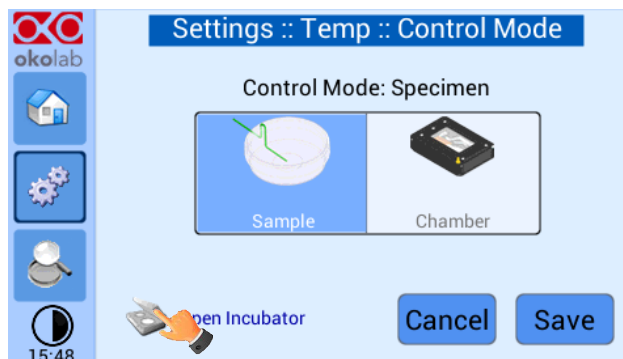 Settings :: Temp :: Control Mode
okolab
Control Mode: Specimen
Sample
Chamber
pen Incubator
Cancel
Save
15:48